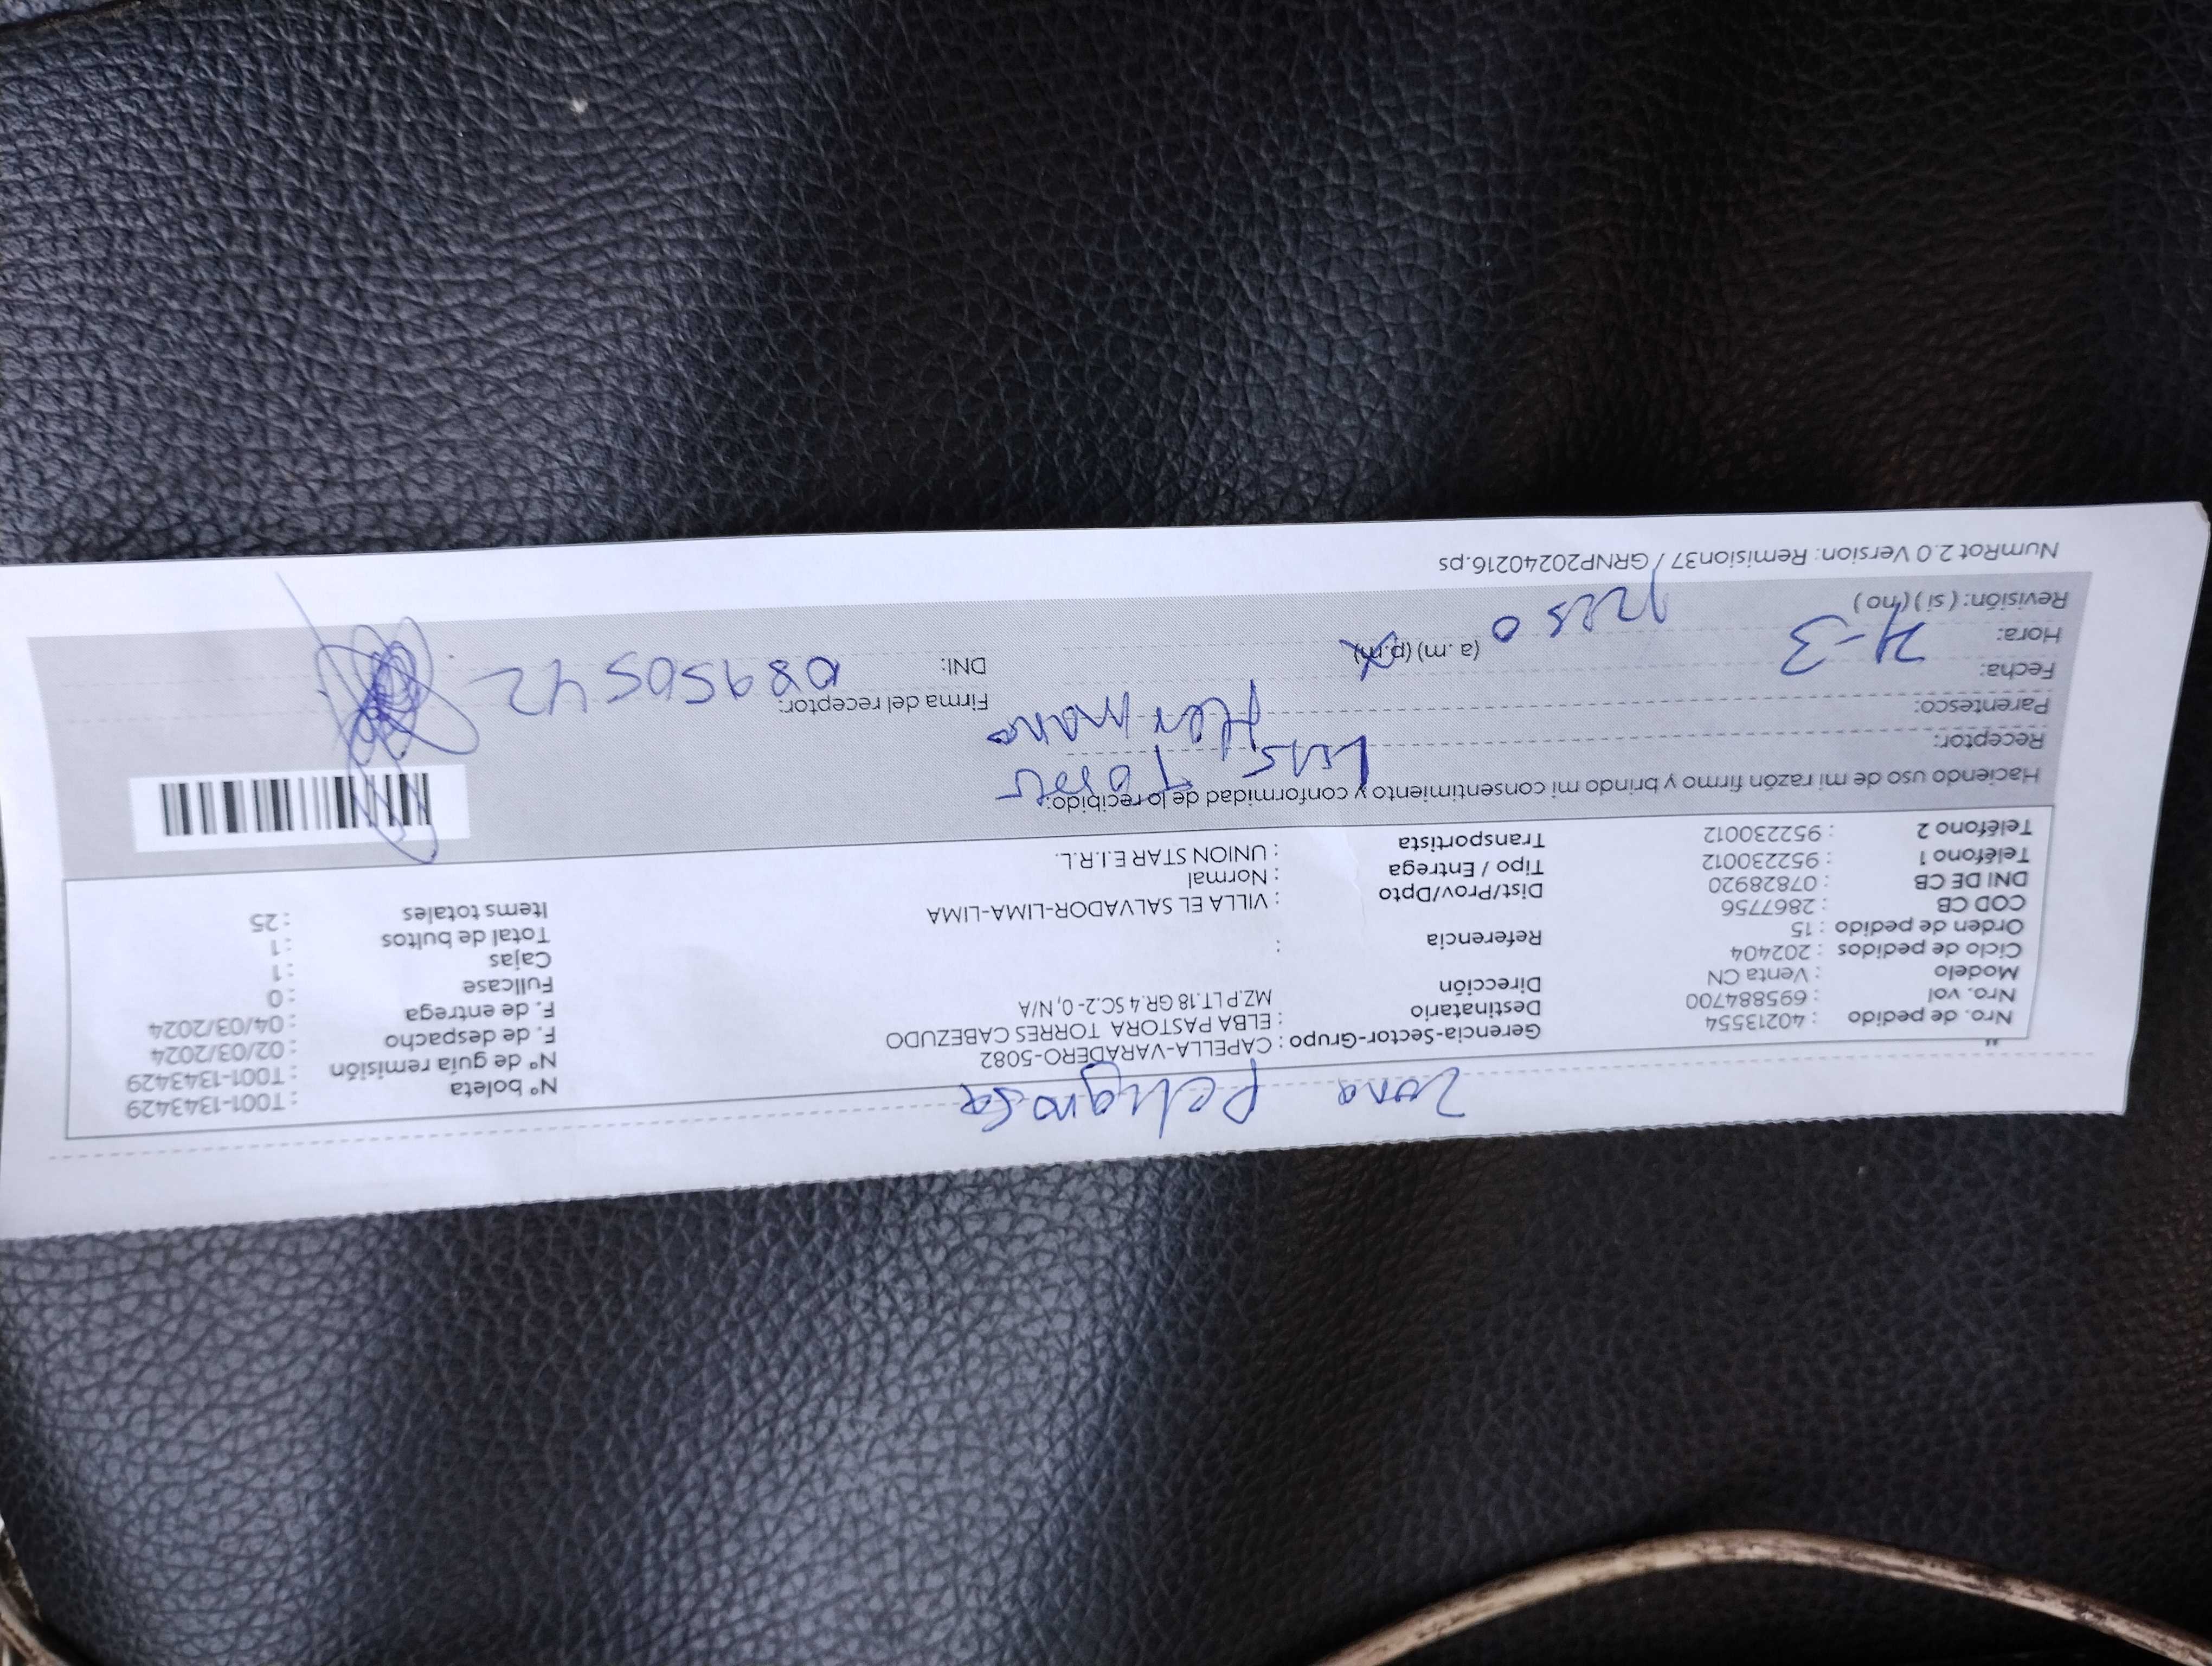 Zona Peligrosa
Nro. de pedido : 40213554 Gerencia-Sector-Grupo : CAPELLA-VARADERO-5082 N° boleta : T001-1343429
Nro. vol : 695884700 Destinatario : ELBA PASTORA TORRES CABEZUDO N° de guía remisión : T001-1343429
Modelo : Venta CN Dirección MZ.P LT.18 GR.4 SC.2- 0, N/A F. de despacho : 02/03/2024
Ciclo de pedidos : 202404 F. de entrega : 04/03/2024
Orden de pedido : 15 Referencia : Fullcase : 0
COD CB : 2867756 Cajas : 1
DNI DE CB : 07828920 Dist/Prov/Dpto : VILLA EL SALVADOR-LIMA-LIMA Total de bultos : 1
Teléfono 1 : 952230012 Tipo / Entrega : Normal Items totales : 25
Teléfono 2 : 952230012 Transportista : UNION STAR E.I.R.L.
Haciendo uso de mi razón firmo y brindo mi consentimiento y conformidad de lo recibido:
Receptor: Luis
Parentesco: Hermano
Fecha: 4-3 Firma del receptor:
Hora: (a.m) (p.m) DNI: 08950542
Revisión: ( si ) ( no )
NumRot 2.0 Version: Remision37 / GRNP20240216.ps